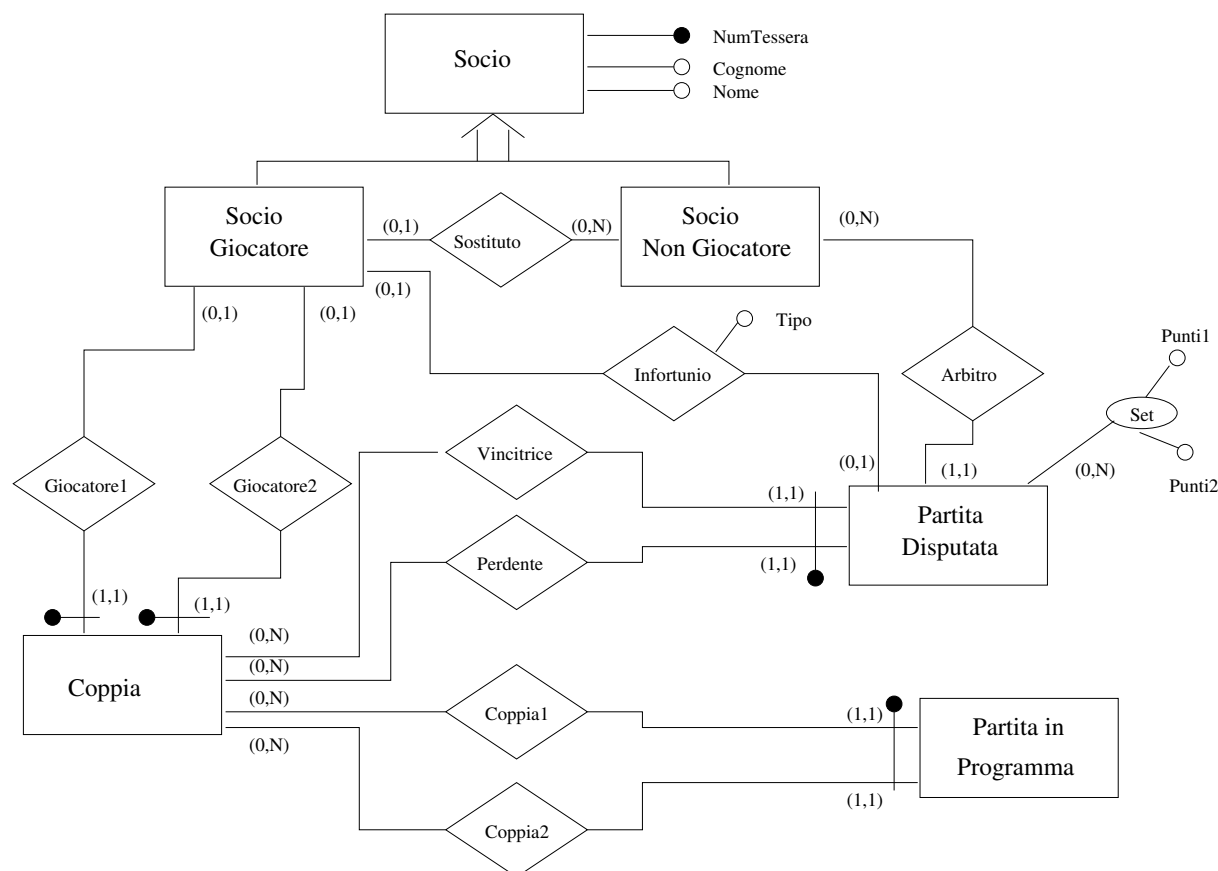 NumTessera
Socio
Cognome
Nome
Socio
Giocatore
(0,1)
Sostituto
(0,N)
Socio
Non Giocatore
(0,N)
(0,1)
(0,1)
(0,1)
Tipo
Infortunio
Arbitro
Punti1
Set
Punti2
(0,N)
Giocatore1
Giocatore2
Vincitrice
(0,1)
(1,1)
(1,1)
Partita
Disputata
Perdente
(1,1)
(1,1)
(1,1)
Coppia
(0,N)
(0,N)
(0,N)
(0,N)
Coppia1
(1,1)
Partita in
Programma
Coppia2
(1,1)